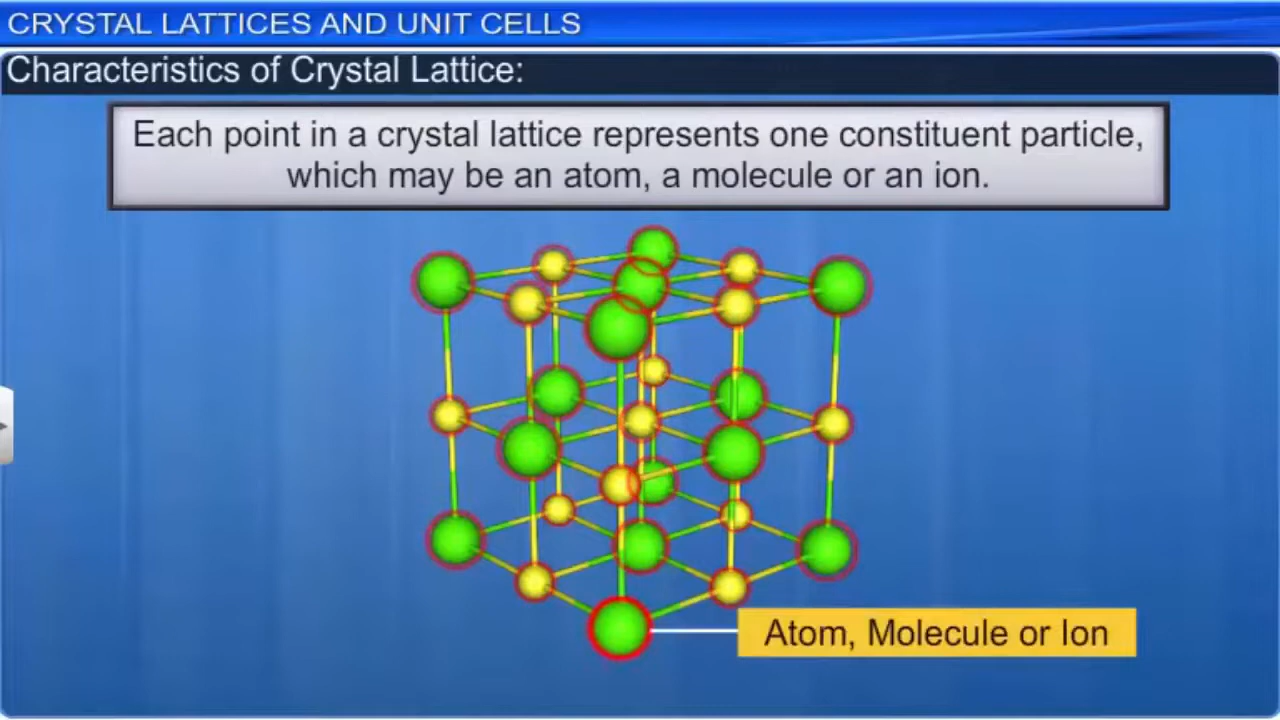 CRYSTAL LATTICES AND UNIT CELLS
Characteristics of Crystal Lattice:
Each point in a crystal lattice represents one constituent particle,
which may be an atom, a molecule or an ion.
Atom, Molecule or Ion